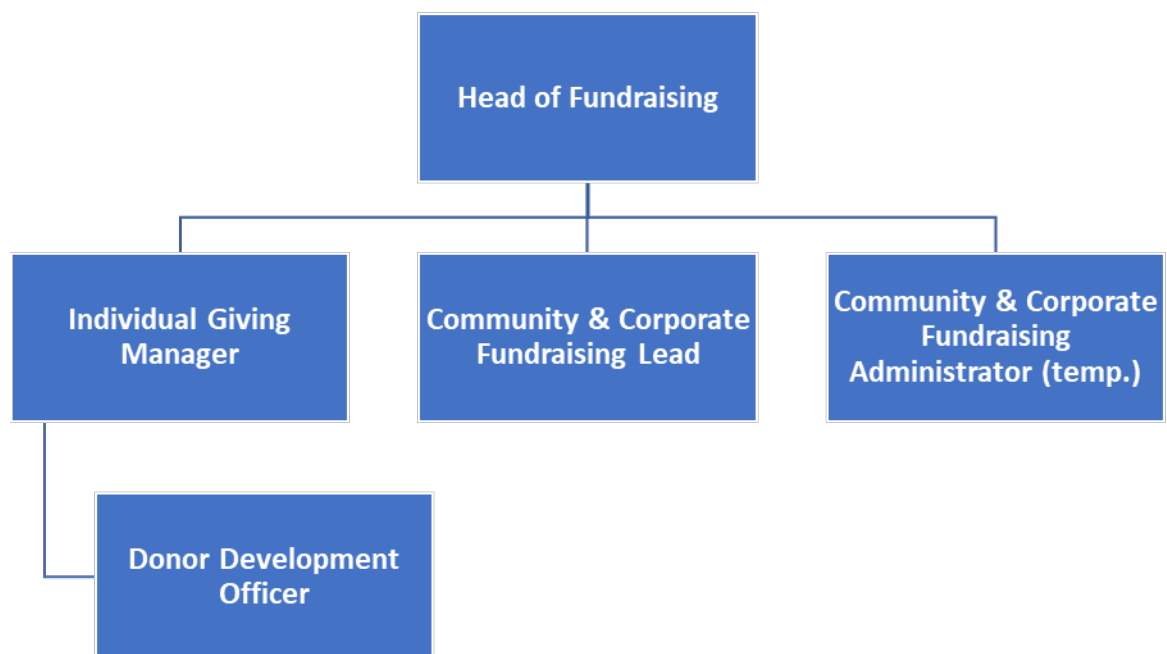 Head of Fundraising
Individual Giving
Manager
Community & Corporate
Fundraising Lead
Community & Corporate
Fundraising
Administrator (temp.)
Donor Development
Officer